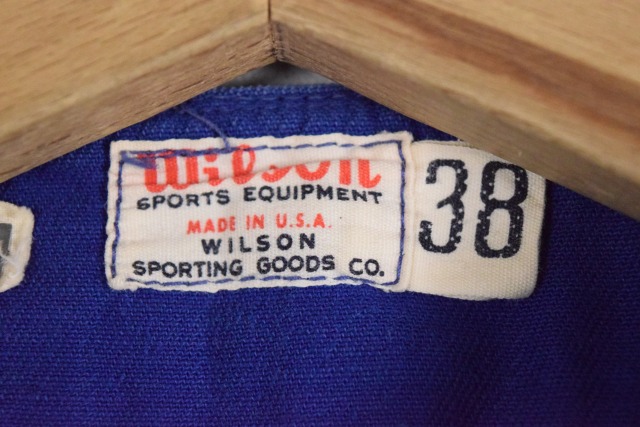 Wilson
SPORTS EQUIPMENT
MADE IN U.S.A.
WILSON
SPORTING GOODS CO.
38